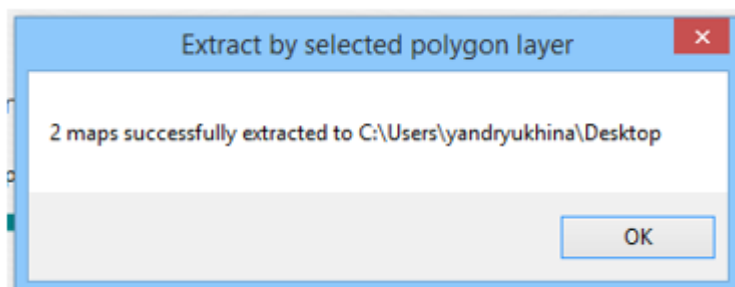 Extract by selected polygon layer
2 maps successfully extracted to C:\Users\yandryukhina\Desktop
OK